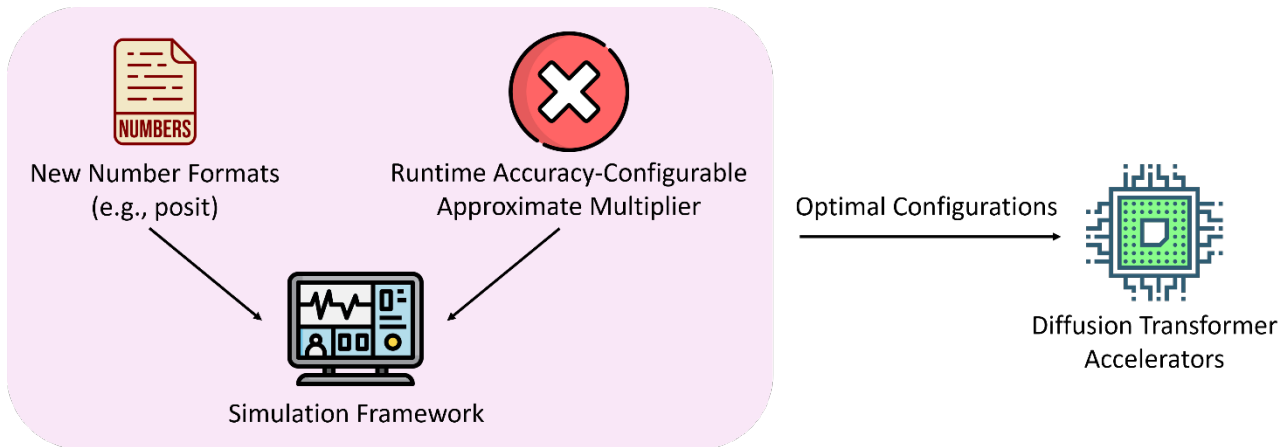 NUMBERS
New Number Formats
(e.g., posit)
Runtime Accuracy-Configurable
Approximate Multiplier
Simulation Framework
Optimal Configurations
Diffusion Transformer
Accelerators